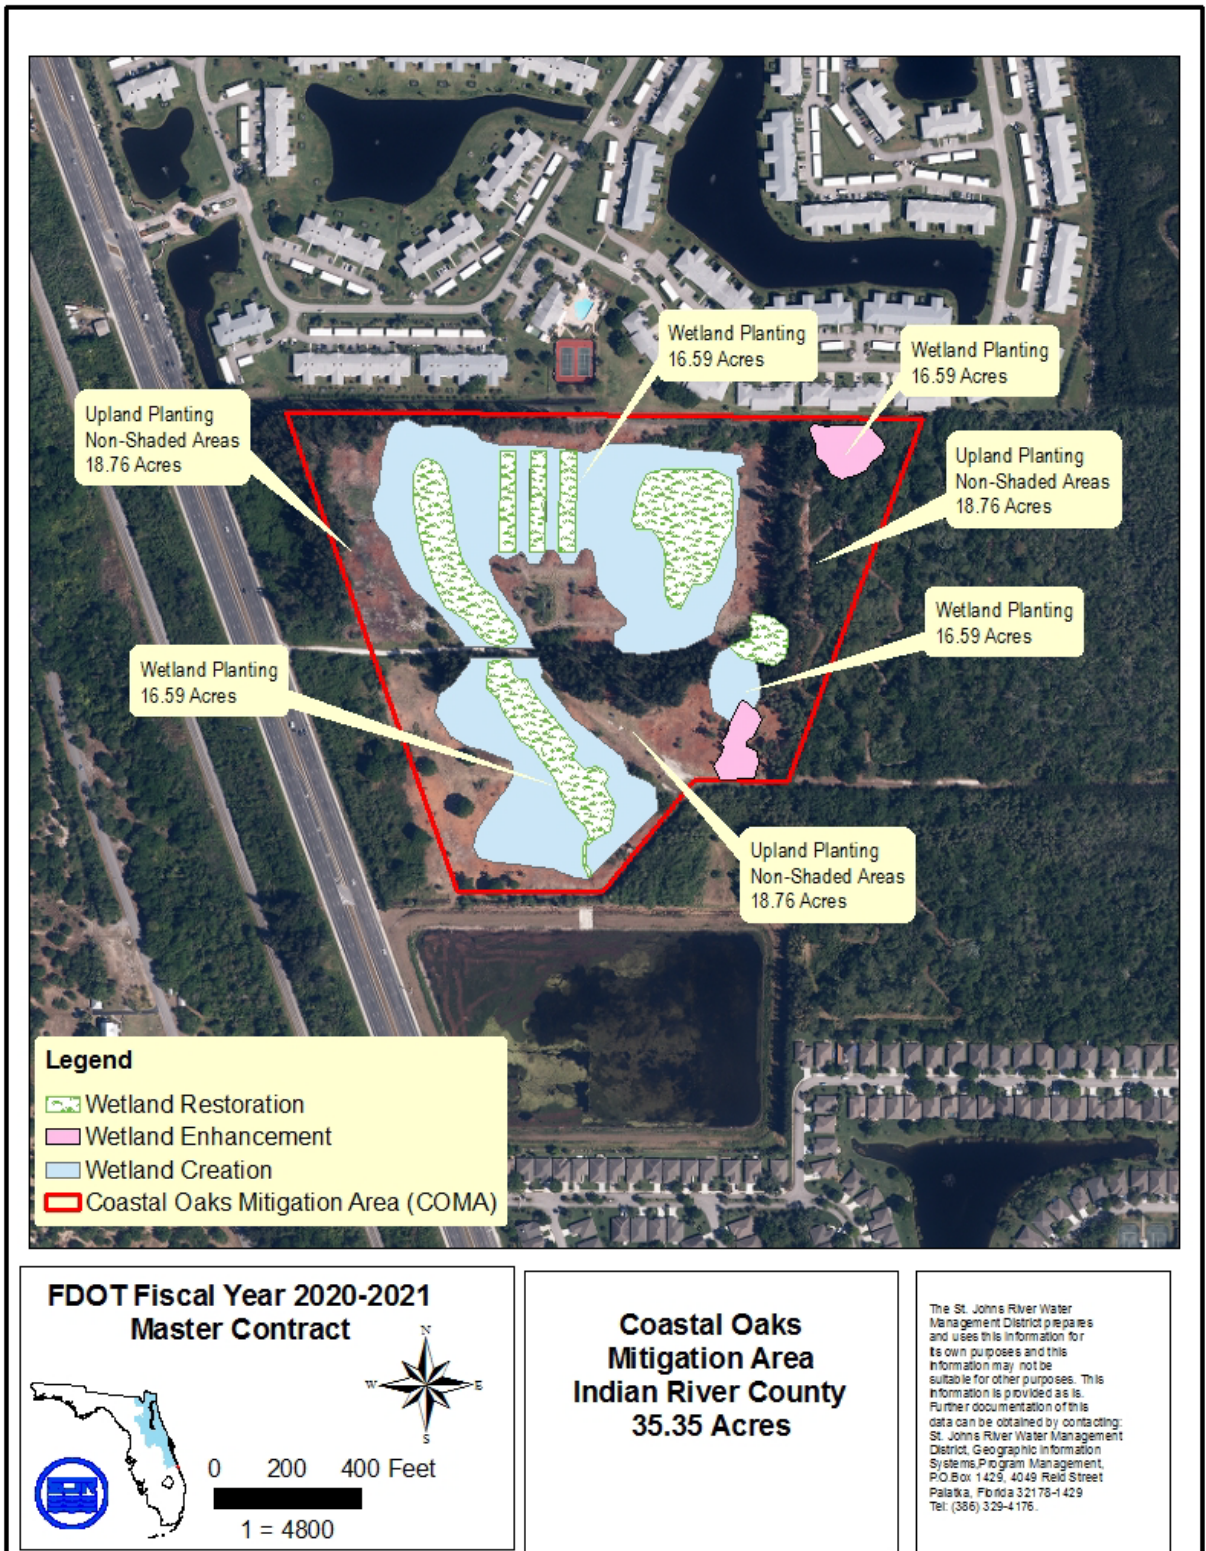 Wetland Planting
16.59 Acres
Wetland Planting
16.59 Acres
Upland Planting
Non-Shaded Areas
18.76 Acres
Upland Planting
Non-Shaded Areas
18.76 Acres
Wetland Planting
16.59 Acres
Wetland Planting
16.59 Acres
Upland Planting
Non-Shaded Areas
18.76 Acres
Legend
Wetland Restoration
Wetland Enhancement
Wetland Creation
Coastal Oaks Mitigation Area (COMA)
FDOT Fiscal Year 2020-2021
Master Contract
N
W
E
S
0 200 400 Feet
1 = 4800
Coastal Oaks
Mitigation Area
Indian River County
35.35 Acres
The St. Johns River Water
Management District prepares
and uses this information for
its own purposes and this
information may not be
suitable for other purposes. This
information is provided as is.
Further documentation of this
data can be obtained by contacting:
St. Johns River Water Management
District, Geographic Information
Systems,Program Management,
P.O.Box 1429, 4049 Reid Street
Palatka, Florida 32178-1429
Tel: (386) 329-4176.